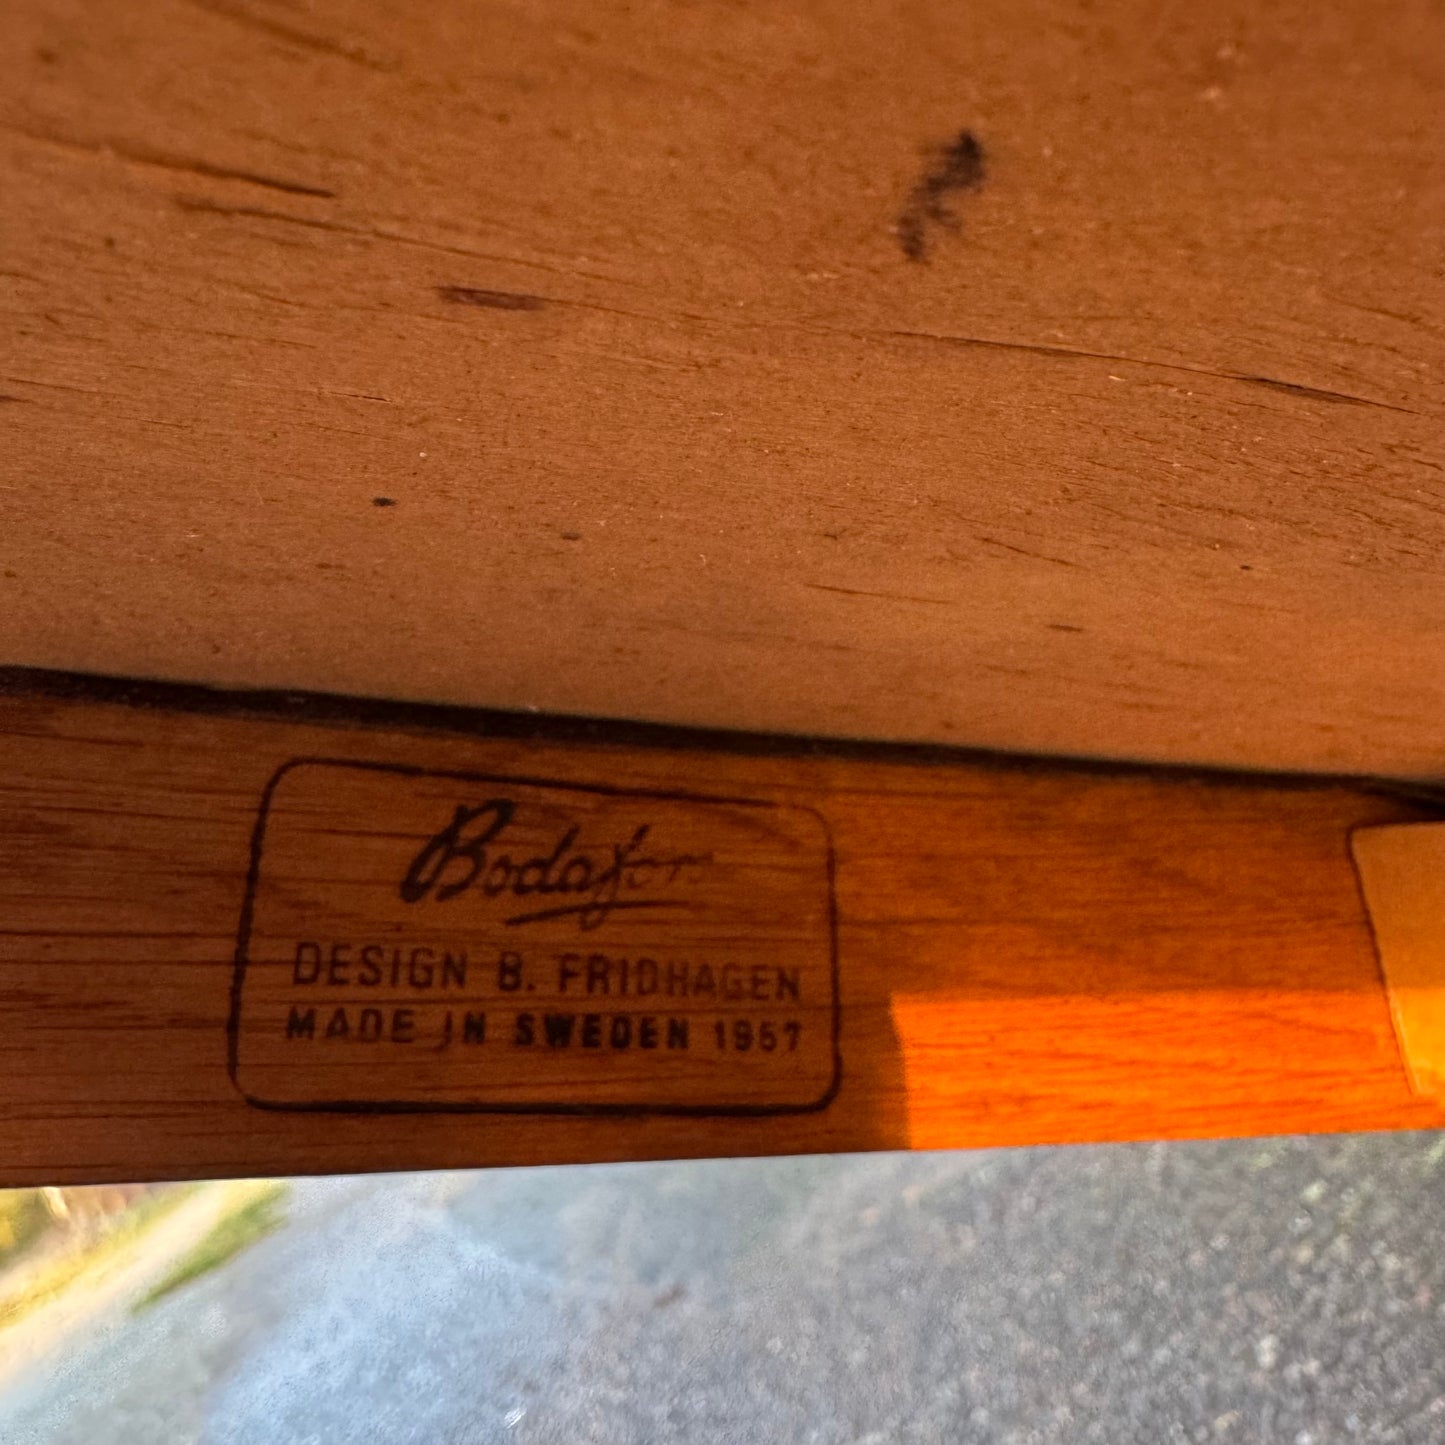 Bodafors
DESIGN B. FRIDHAGEN
MADE IN SWEDEN 1957